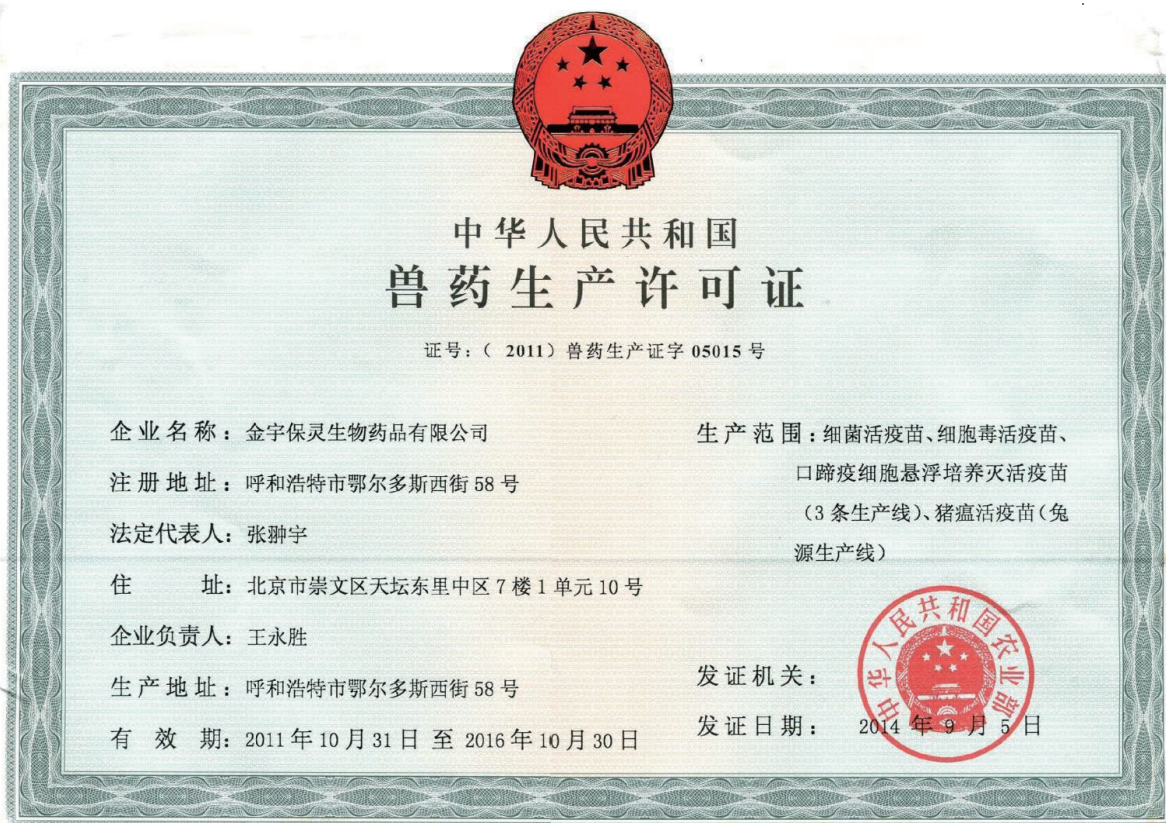 中华人民共和国
兽药生产许可证
证号：（ 2011）兽药生产证字 05015 号
企业名称：金宇保灵生物药品有限公司
注册地址：呼和浩特市鄂尔多斯西街 58 号
法定代表人：张翀宇
住 址：北京市崇文区天坛东里中区 7 楼 1 单元 10 号
企业负责人：王永胜
生产地址：呼和浩特市鄂尔多斯西街 58 号
有 效 期：2011 年 10 月 31 日 至 2016 年 10 月 30 日
生产范围：细菌活疫苗、细胞毒活疫苗、
口蹄疫细胞悬浮培养灭活疫苗
（3 条生产线）、猪瘟活疫苗（兔
源生产线）
中华人民共和国农业部
发证机关：
发证日期： 2014 年 9 月 5 日